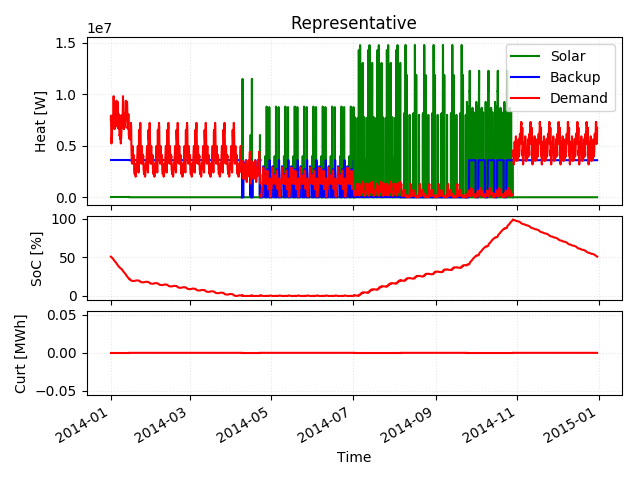 Representative
1e7
1.5
1.0
0.5
0.0
Heat [W]
Solar
Backup
Demand
100
50
0
SoC [%]
0.05
0.00
−0.05
Curt [MWh]
2014-01
2014-03
2014-05
2014-07
2014-09
2014-11
2015-01
Time